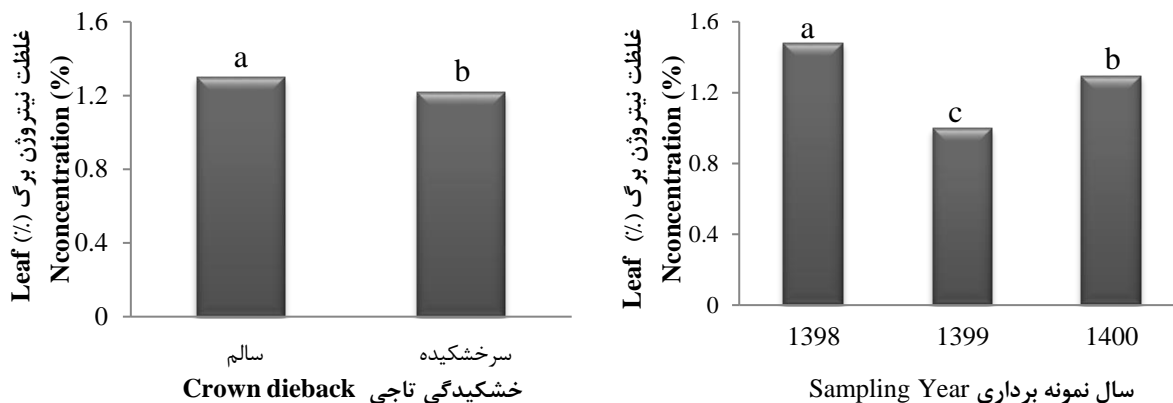 غلظت نیتروژن برگ (٪) Leaf
Nconcentration (%)
1.6
1.2
0.8
0.4
0
a
b
سالم
سرخشکیده
خشکیدگی تاجی Crown dieback
غلظت نیتروژن برگ (٪) Leaf
Nconcentration (%)
1.6
1.2
0.8
0.4
0
a
c
b
1398
1399
1400
سال نمونه برداری Sampling Year